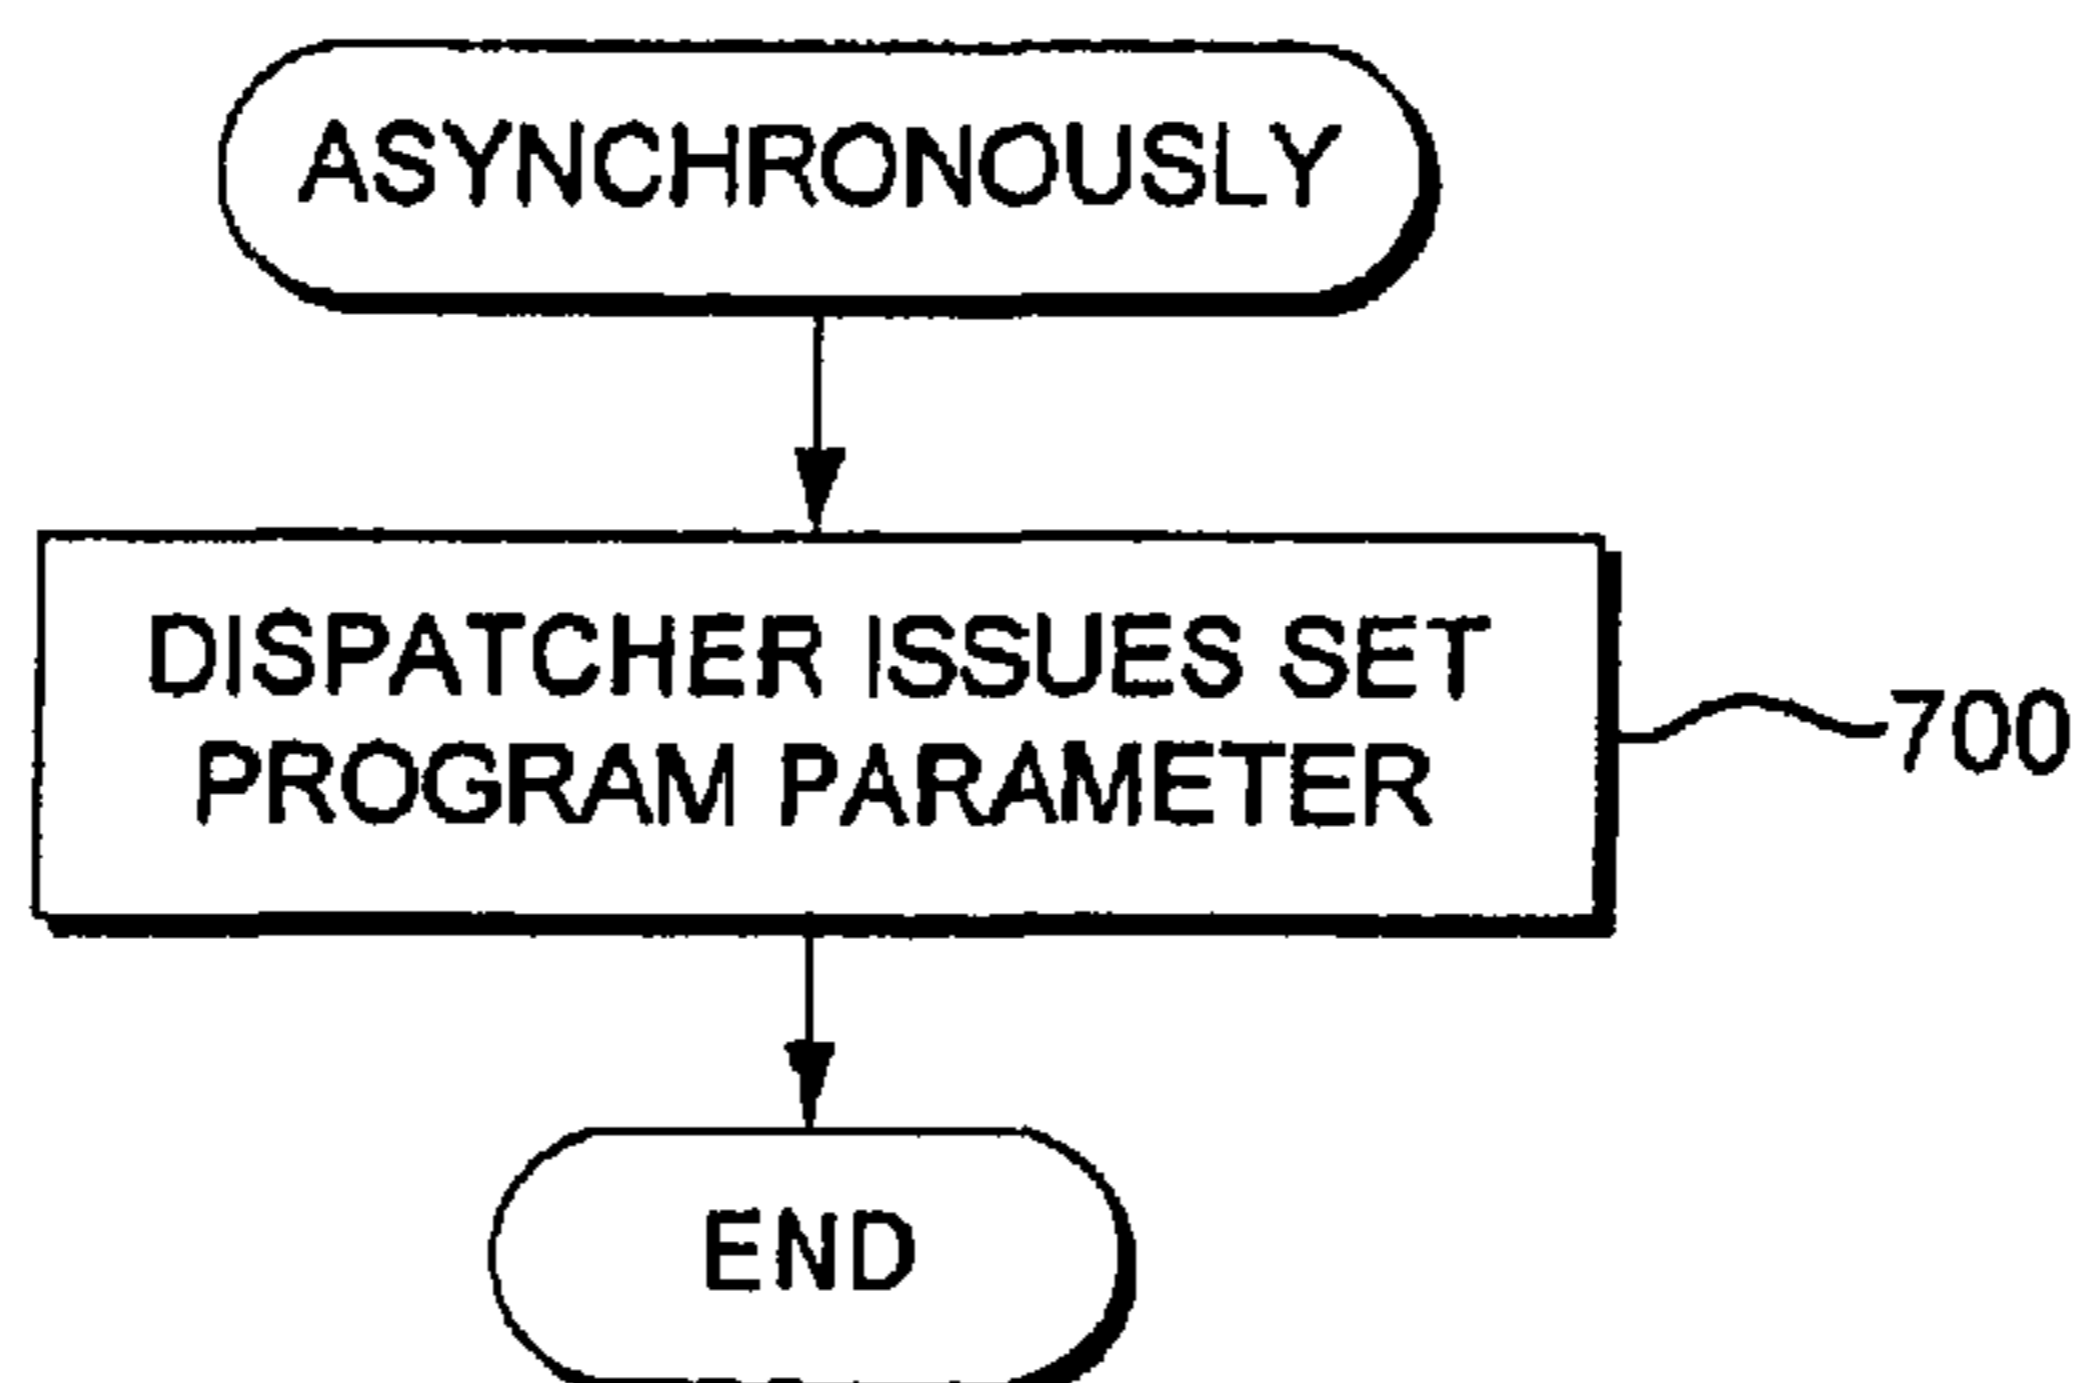 ASYNCHRONOUSLY
DISPATCHER ISSUES SET
PROGRAM PARAMETER
700
END